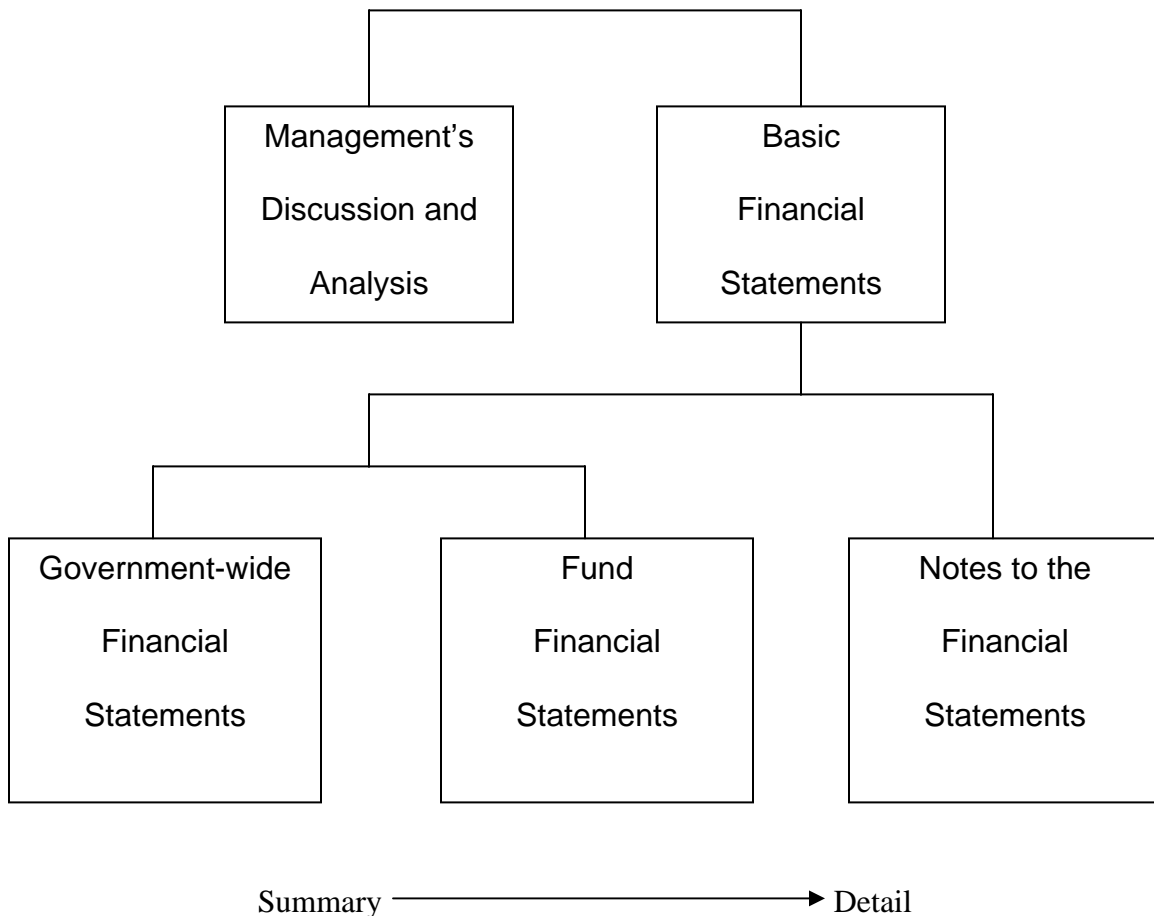 Management’s
Discussion and
Analysis
Basic
Financial
Statements
Government-wide
Financial
Statements
Fund
Financial
Statements
Notes to the
Financial
Statements
Summary
Detail